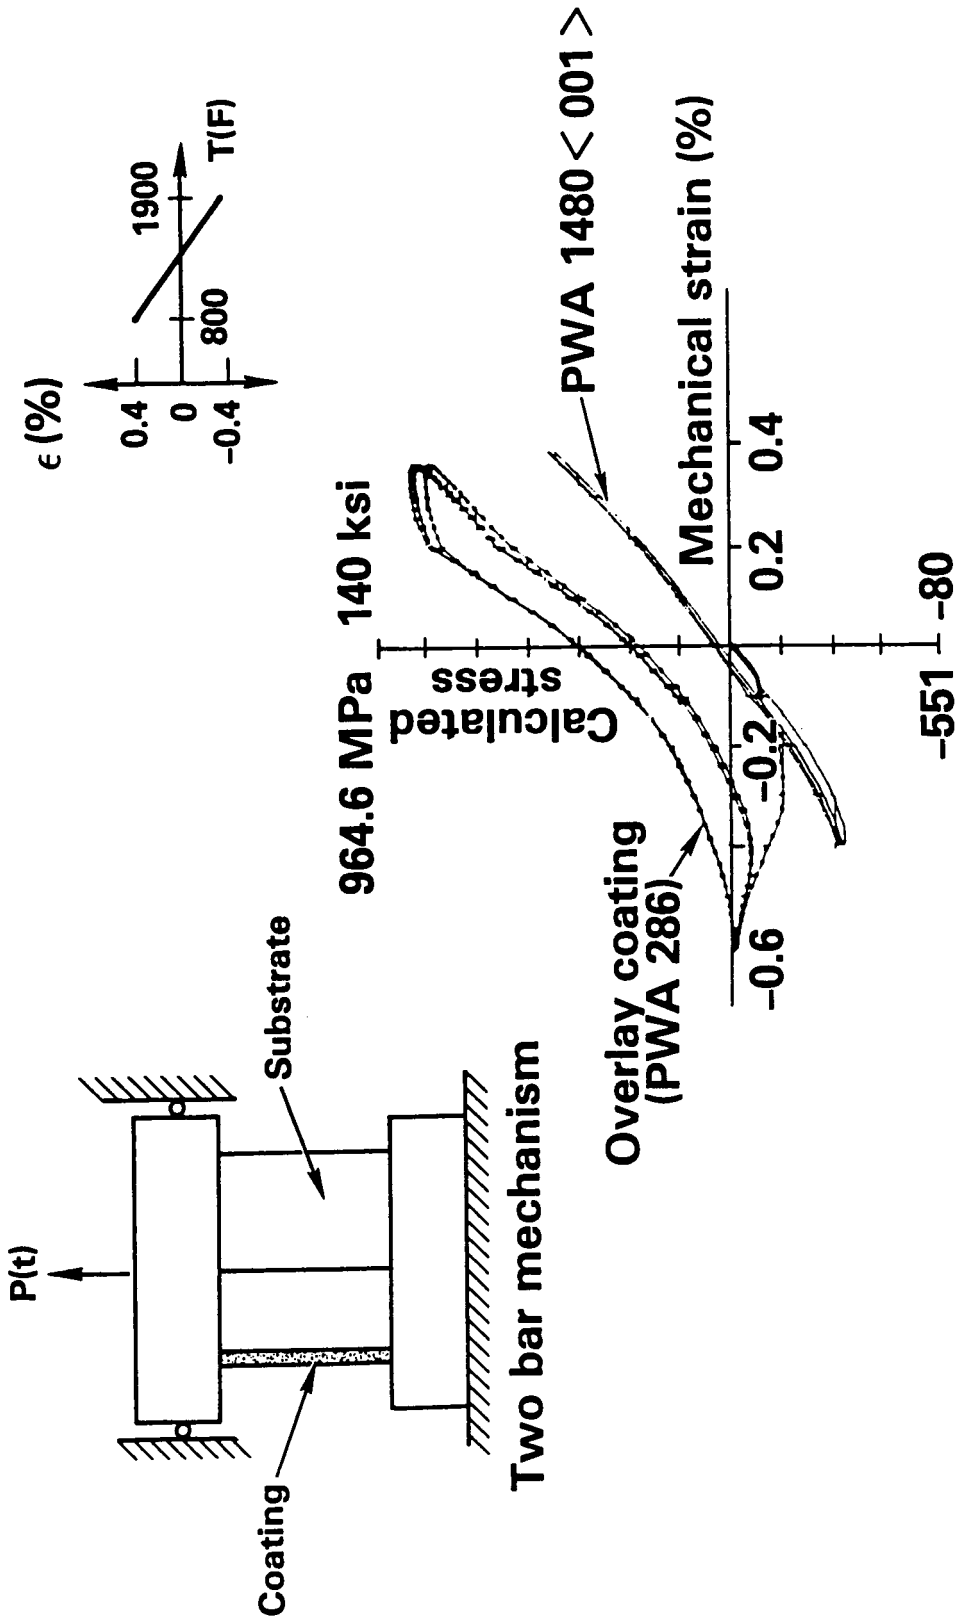 P(t)
Coating
Substrate
Two bar mechanism
ϵ (%)
0.4
0
-0.4
800
1900
T(F)
964.6 MPa 140 ksi
Calculated
stress
Overlay coating
(PWA 286)
PWA 1480 < 001 >
Mechanical strain (%)
-0.6
-0.2
0.2
0.4
-551 -80